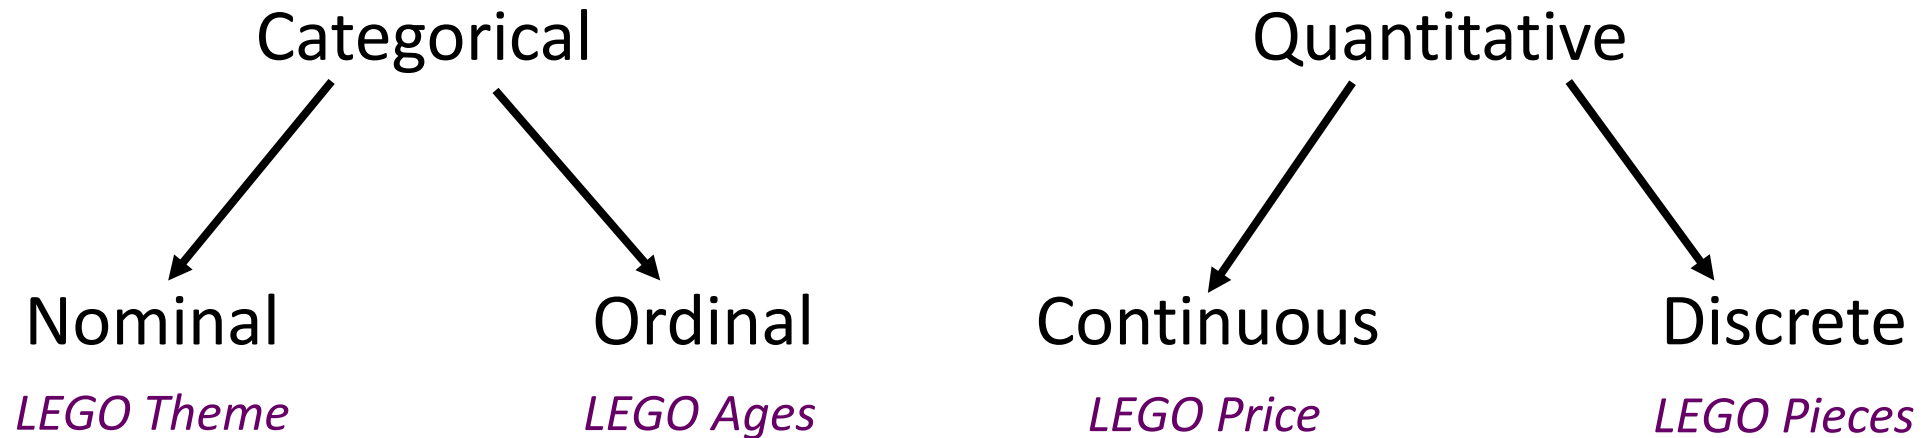 Categorical
Quantitative
Nominal
Ordinal
Continuous
Discrete
LEGO Theme
LEGO Ages
LEGO Price
LEGO Pieces